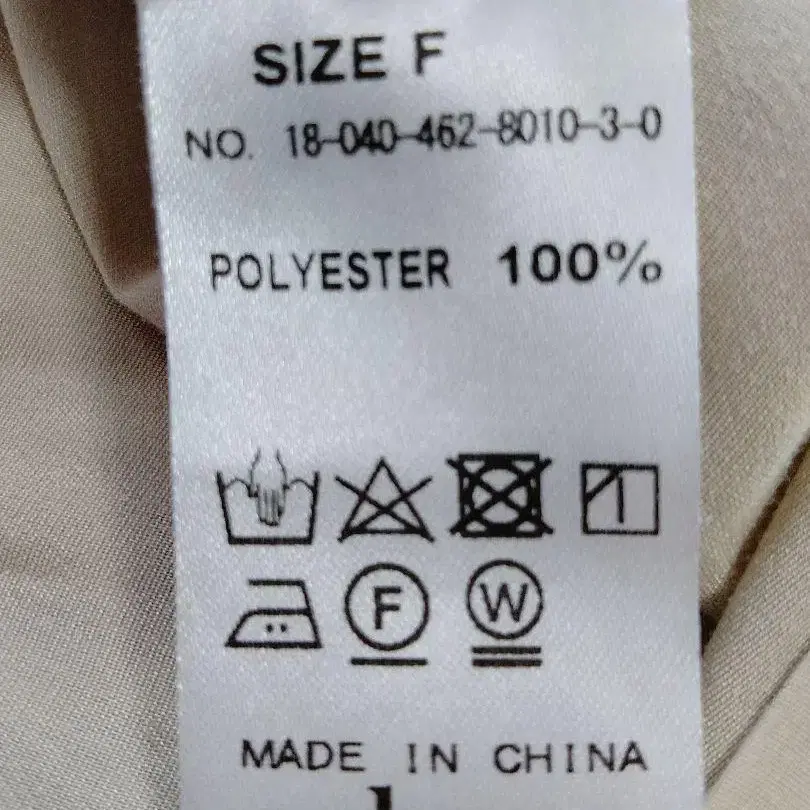 SIZE F
NO. 18-040-462-8010-3-0
POLYESTER 100%
F W
MADE IN CHINA